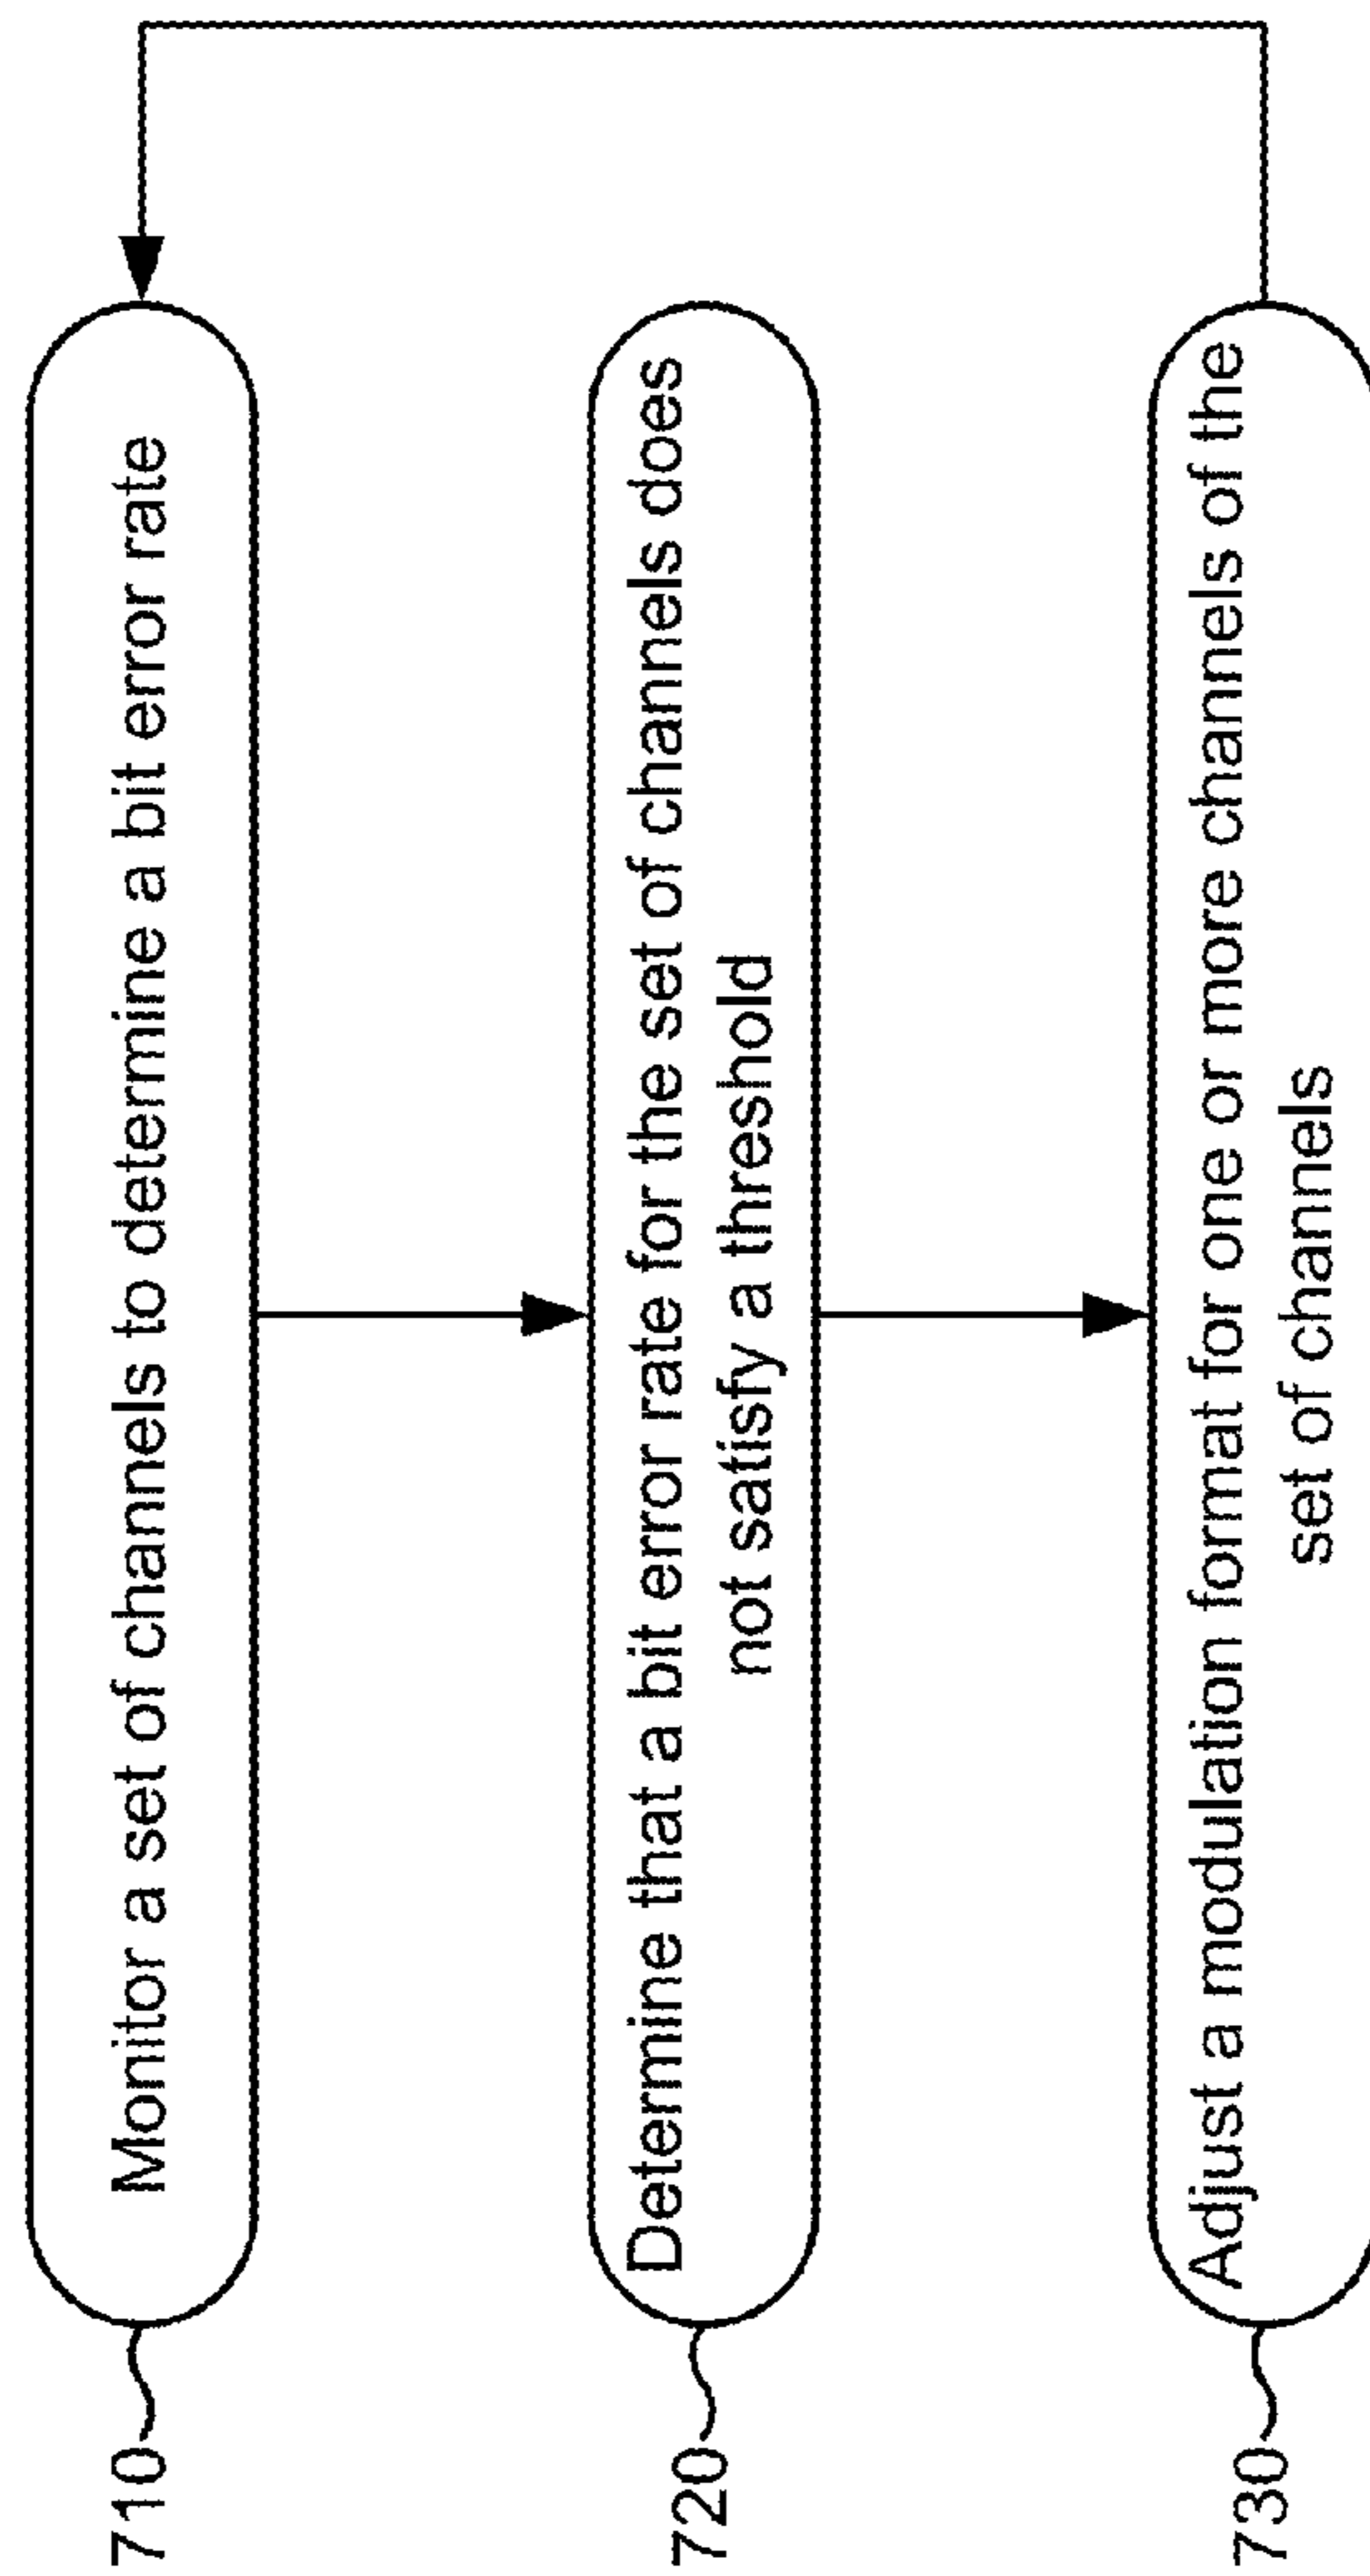 710
Monitor a set of channels to determine a bit error rate
720
Determine that a bit error rate for the set of channels does
not satisfy a threshold
730
Adjust a modulation format for one or more channels of the
set of channels